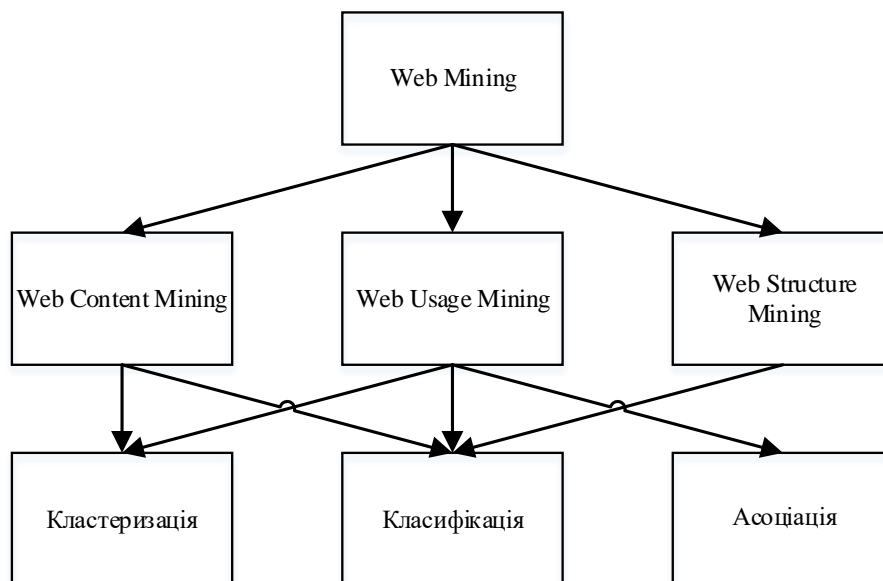 Web Mining
Web Content Mining
Web Usage Mining
Web Structure
Mining
Кластеризація
Класифікація
Асоціація